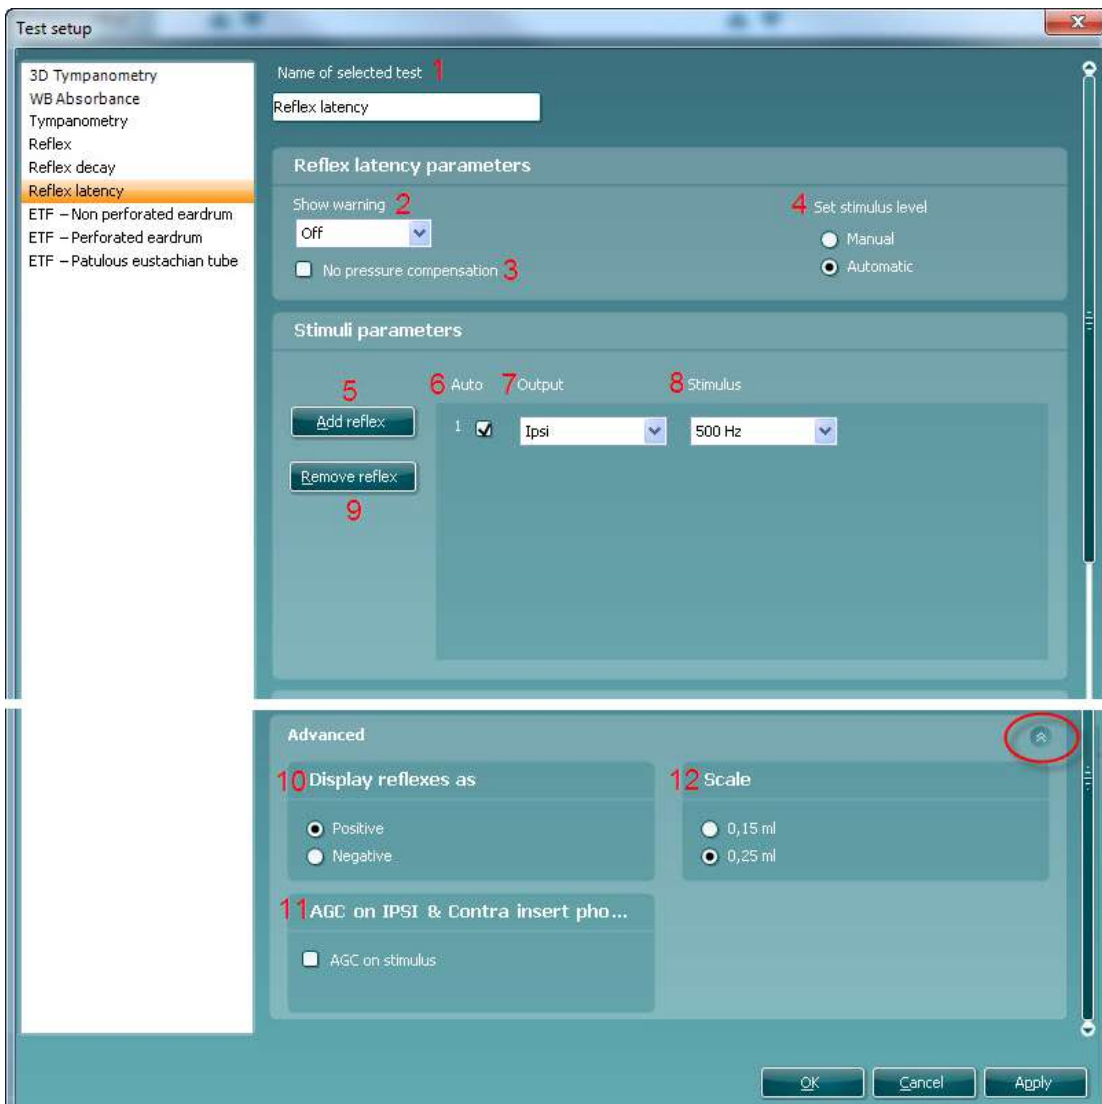 Test setup
3D Tympanometry
WB Absorbance
Tympanometry
Reflex
Reflex decay
Reflex latency
ETF – Non perforated eardrum
ETF – Perforated eardrum
ETF – Patulous eustachian tube
Name of selected test 1
Reflex latency
Reflex latency parameters
Show warning 2
Off
No pressure compensation 3
4 Set stimulus level
Manual
Automatic
Stimuli parameters
5
Add reflex
Remove reflex
9
6 Auto 7 Output 8 Stimulus
1 Ipsi 500 Hz
Advanced
10 Display reflexes as
Positive
Negative
12 Scale
0,15 ml
0,25 ml
11 AGC on IPSI & Contra insert pho...
AGC on stimulus
OK Cancel Apply